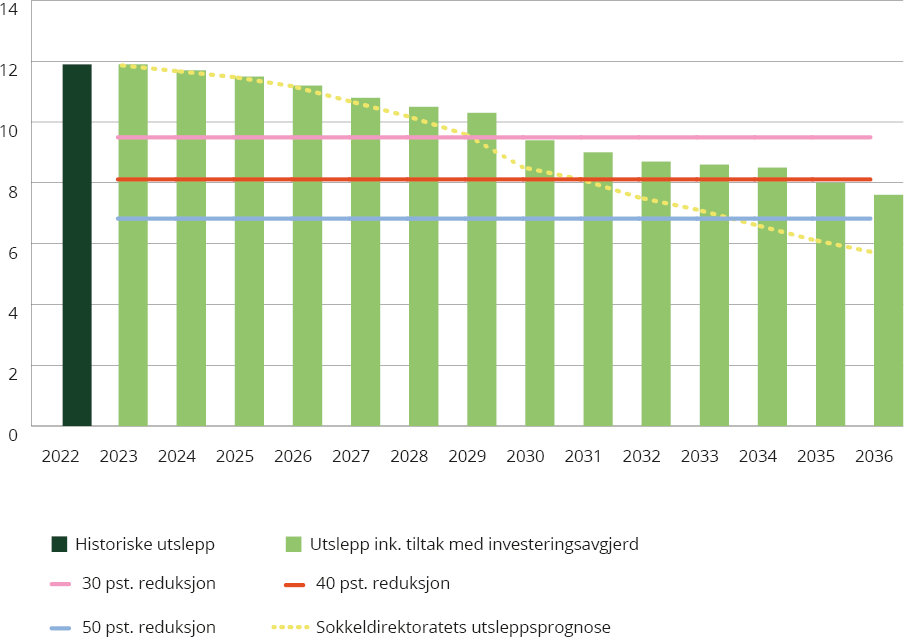 14
12
10
8
6
4
2
0
2022 2023 2024 2025 2026 2027 2028 2029 2030 2031 2032 2033 2034 2035 2036
Historiske utslepp Utslepp ink. tiltak med investeringsavgjerd
30 pst. reduksjon 40 pst. reduksjon
50 pst. reduksjon Sokkeldirektoratets utsleppsprognose